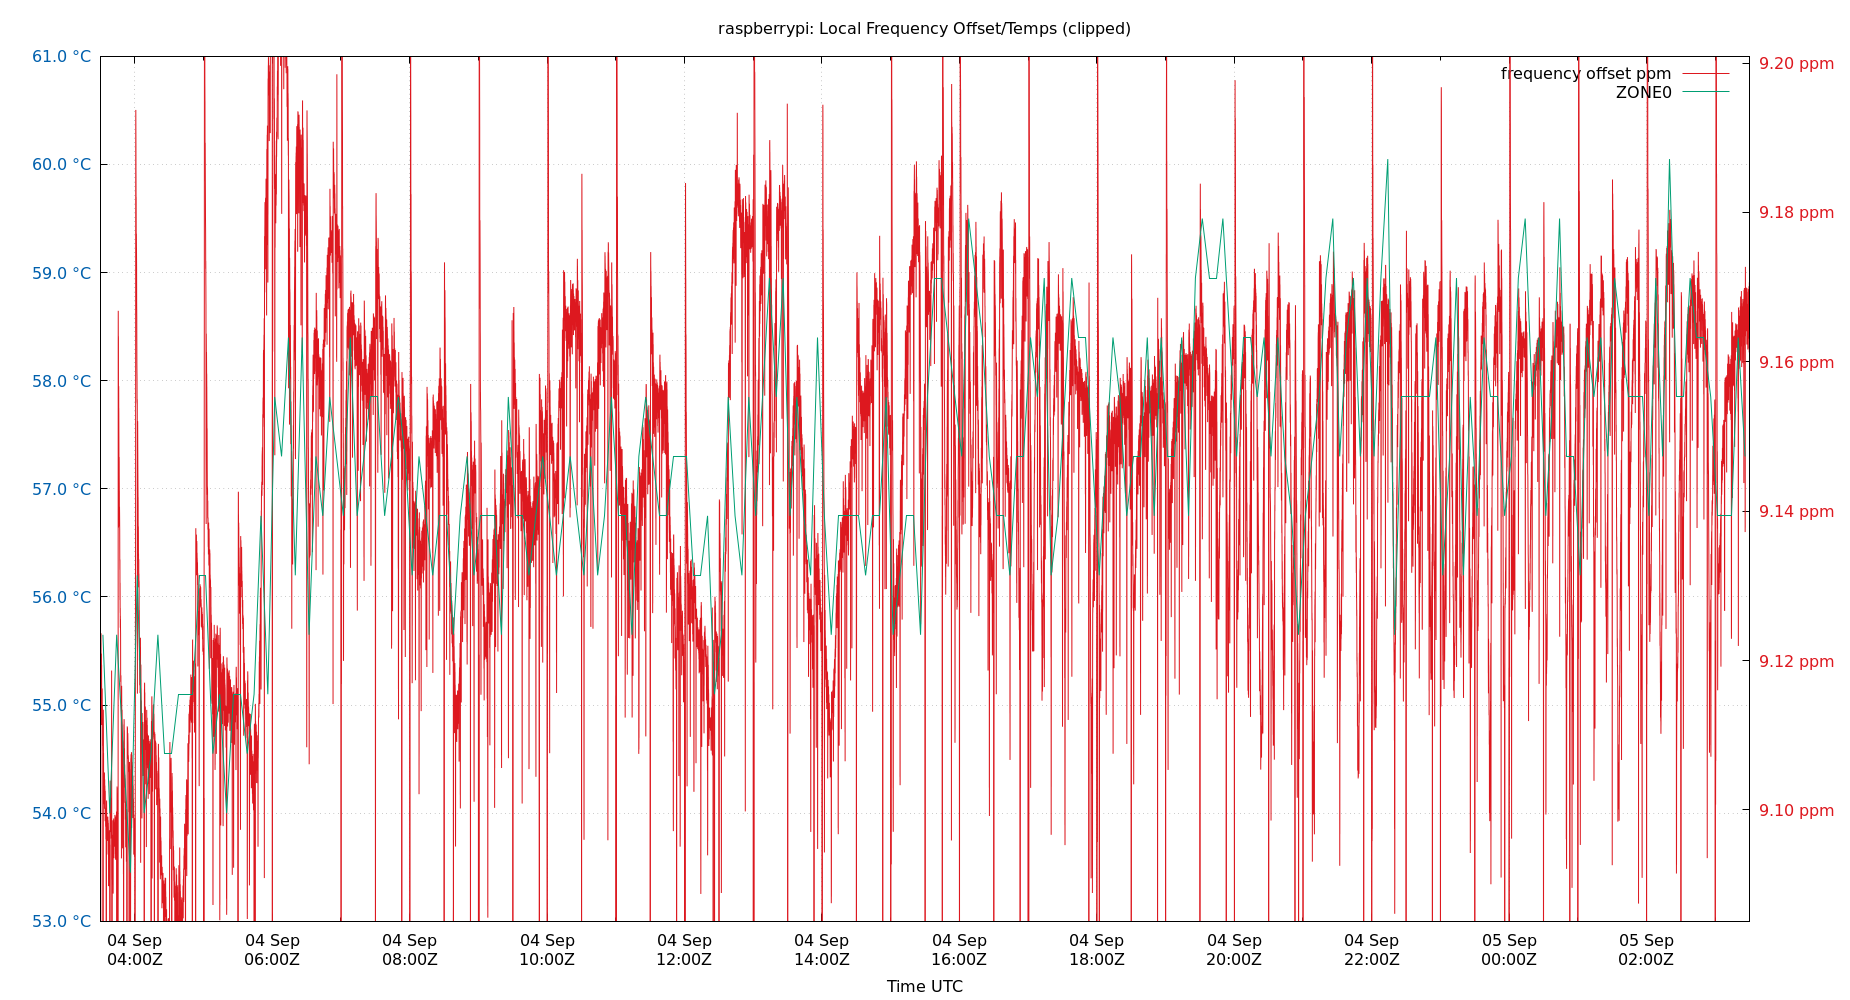 raspberrypi: Local Frequency Offset/Temps (clipped)
61.0 °C
60.0 °C
59.0 °C
58.0 °C
57.0 °C
56.0 °C
55.0 °C
54.0 °C
53.0 °C
frequency offset ppm
ZONE0
9.20 ppm
9.18 ppm
9.16 ppm
9.14 ppm
9.12 ppm
9.10 ppm
04 Sep 04 Sep 04 Sep 04 Sep 04 Sep 04 Sep 04 Sep 04 Sep 04 Sep 04 Sep 05 Sep 05 Sep
04:00Z 06:00Z 08:00Z 10:00Z 12:00Z 14:00Z 16:00Z 18:00Z 20:00Z 22:00Z 00:00Z 02:00Z
Time UTC